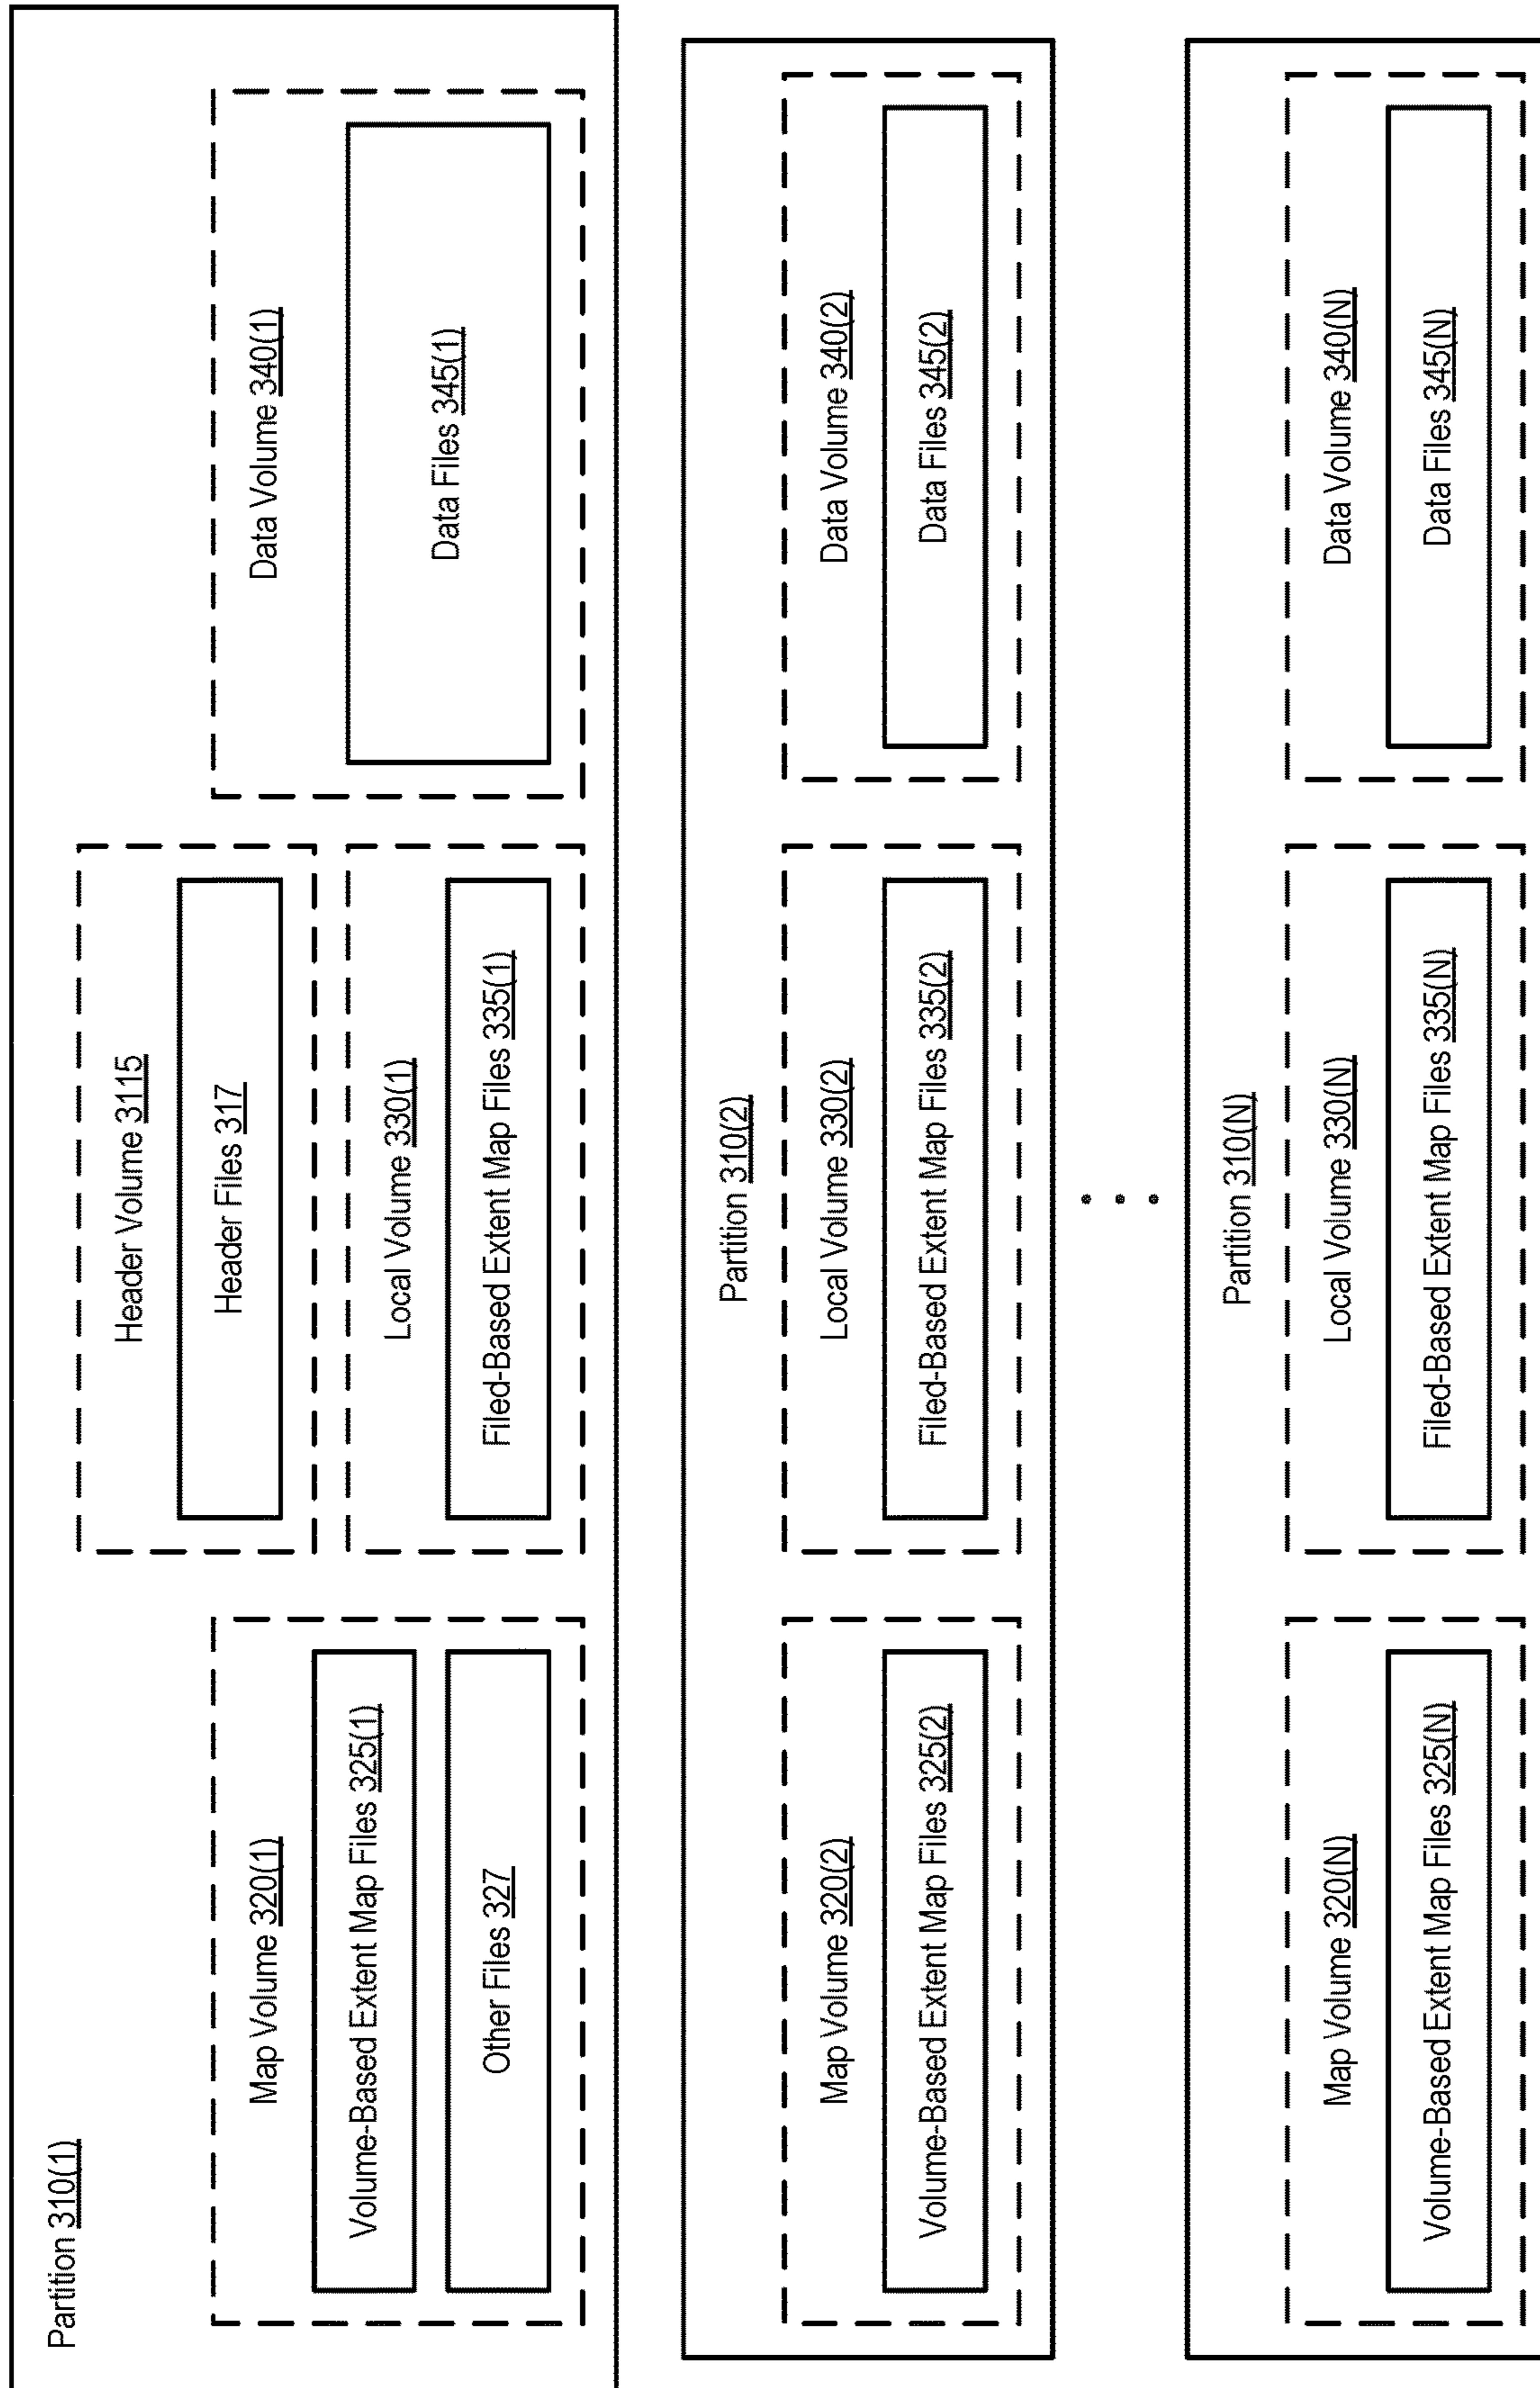 Partition 310(1)
Header Volume 3115
Header Files 317
Map Volume 320(1)
Volume-Based Extent Map Files 325(1)
Other Files 327
Local Volume 330(1)
Filed-Based Extent Map Files 335(1)
Data Volume 340(1)
Data Files 345(1)
Partition 310(2)
Map Volume 320(2)
Volume-Based Extent Map Files 325(2)
Local Volume 330(2)
Filed-Based Extent Map Files 335(2)
Data Volume 340(2)
Data Files 345(2)
Partition 310(N)
Map Volume 320(N)
Volume-Based Extent Map Files 325(N)
Local Volume 330(N)
Filed-Based Extent Map Files 335(N)
Data Volume 340(N)
Data Files 345(N)